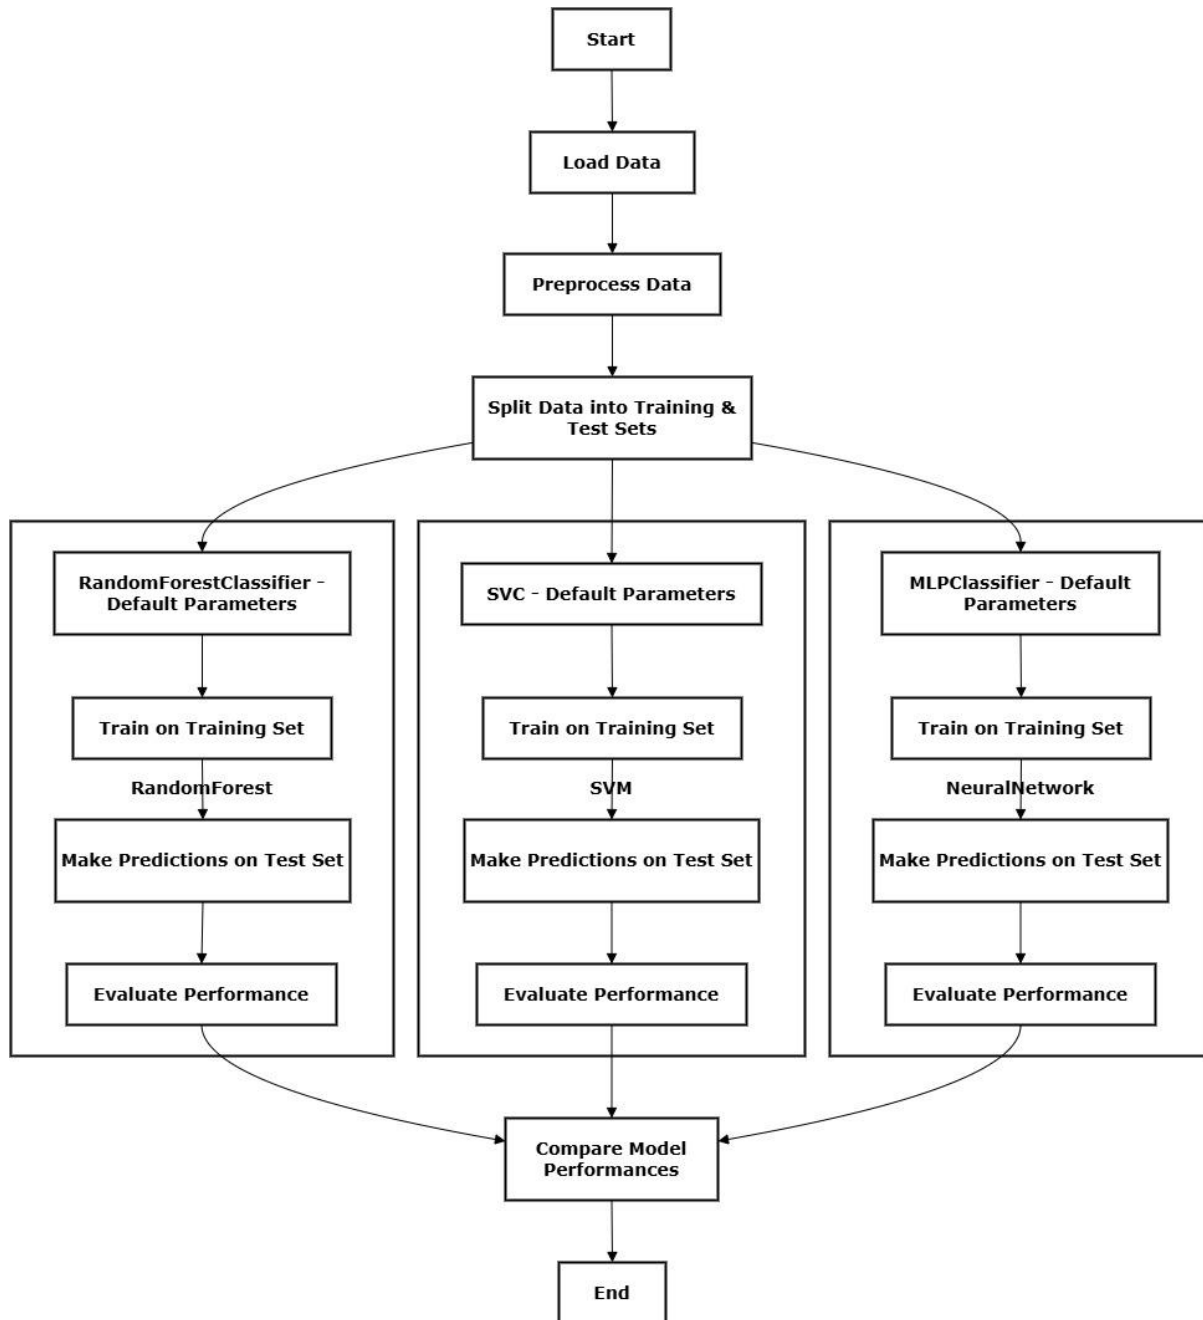 Start
Load Data
Preprocess Data
Split Data into Training &
Test Sets
RandomForestClassifier -
Default Parameters
Train on Training Set
RandomForest
Make Predictions on Test Set
Evaluate Performance
SVC - Default Parameters
Train on Training Set
SVM
Make Predictions on Test Set
Evaluate Performance
MLPClassifier - Default
Parameters
Train on Training Set
NeuralNetwork
Make Predictions on Test Set
Evaluate Performance
Compare Model
Performances
End